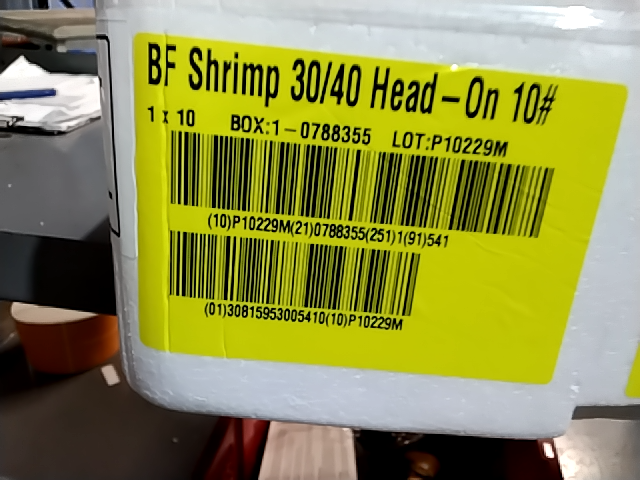 BF Shrimp 30/40 Head-On 10#
1 x 10 BOX:1-0788355 LOT:P10229M
(10)P10229M(21)0788355(251)1(91)541
(01)30815953005410(10)P10229M